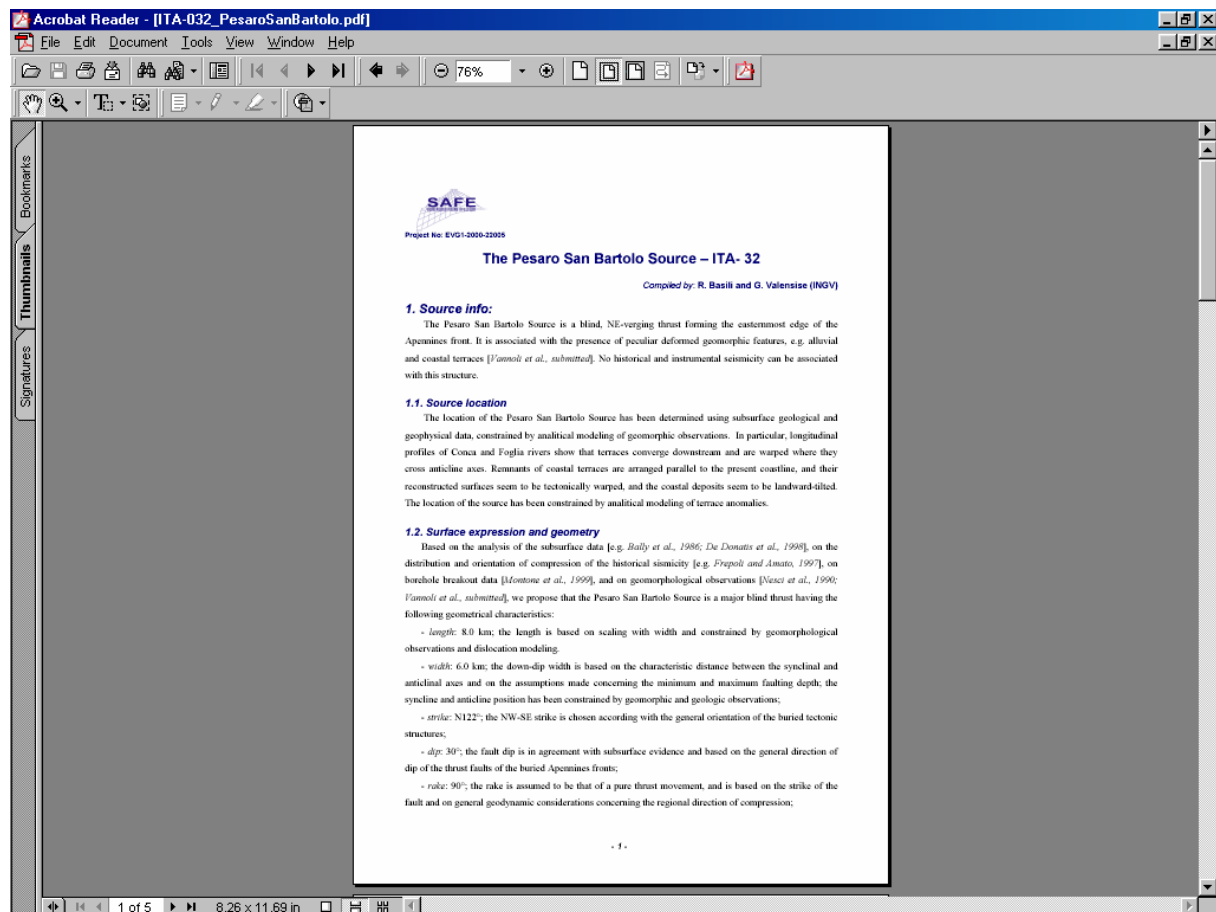 Acrobat Reader - [ITA-032_PesaroSanBartolo.pdf]
File Edit Document Tools View Window Help
76%
Bookmarks
Thumbnails
Signatures
SAFE
Project No: EVG1-2000-22005
The Pesaro San Bartolo Source – ITA- 32
Compiled by: R. Basili and G. Valensise (INGV)
1. Source info:
The Pesaro San Bartolo Source is a blind, NE-verging thrust forming the easternmost edge of the
Apennines front. It is associated with the presence of peculiar deformed geomorphic features, e.g. alluvial
and coastal terraces [Vannoli et al., submitted]. No historical and instrumental seismicity can be associated
with this structure.
1.1. Source location
The location of the Pesaro San Bartolo Source has been determined using subsurface geological and
geophysical data, constrained by analitical modeling of geomorphic observations. In particular, longitudinal
profiles of Conca and Foglia rivers show that terraces converge downstream and are warped where they
cross anticline axes. Remnants of coastal terraces are arranged parallel to the present coastline, and their
reconstructed surfaces seem to be tectonically warped, and the coastal deposits seem to be landward-tilted.
The location of the source has been constrained by analitical modeling of terrace anomalies.
1.2. Surface expression and geometry
Based on the analysis of the subsurface data [e.g. Bally et al., 1986; De Donatis et al., 1998], on the
distribution and orientation of compression of the historical sismicity [e.g. Frepoli and Amato, 1997], on
borehole breakout data [Montone et al., 1999], and on geomorphological observations [Nesci et al., 1990;
Vannoli et al., submitted], we propose that the Pesaro San Bartolo Source is a major blind thrust having the
following geometrical characteristics:
- length: 8.0 km; the length is based on scaling with width and constrained by geomorphological
observations and dislocation modeling.
- width: 6.0 km; the down-dip width is based on the characteristic distance between the synclinal and
anticlinal axes and on the assumptions made concerning the minimum and maximum faulting depth; the
syncline and anticline position has been constrained by geomorphic and geologic observations;
- strike: N122°; the NW-SE strike is chosen according with the general orientation of the buried tectonic
structures;
- dip: 30°; the fault dip is in agreement with subsurface evidence and based on the general direction of
dip of the thrust faults of the buried Apennines fronts;
- rake: 90°; the rake is assumed to be that of a pure thrust movement, and is based on the strike of the
fault and on general geodynamic considerations concerning the regional direction of compression;
- 1 -
1 of 5 8.26 x 11.69 in